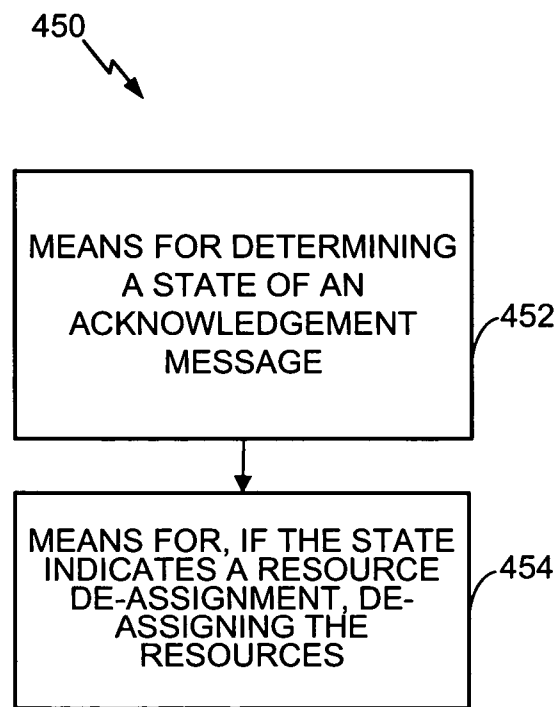 450
MEANS FOR DETERMINING
A STATE OF AN
ACKNOWLEDGEMENT
MESSAGE
452
MEANS FOR, IF THE STATE
INDICATES A RESOURCE
DE-ASSIGNMENT, DE-
ASSIGNING THE
RESOURCES
454